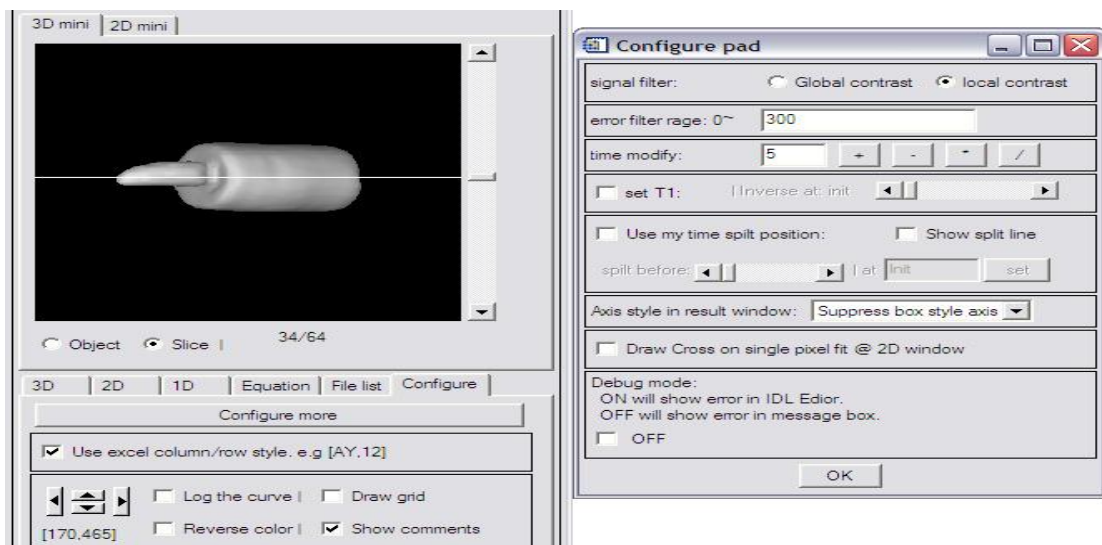 3D mini 2D mini
Object Slice | 34/64
3D 2D 1D Equation File list Configure
Configure more
Use excel column/row style. e.g [AY,12]
Log the curve | Draw grid
[170,465] Reverse color | Show comments
Configure pad
signal filter: Global contrast local contrast
error filter rage: 0~ 300
time modify: 5 + - * /
set T1: | Inverse at: init
Use my time spilt position: Show split line
spilt before: | at Init set
Axis style in result window: Suppress box style axis
Draw Cross on single pixel fit @ 2D window
Debug mode:
ON will show error in IDL Edior.
OFF will show error in message box.
OFF
OK